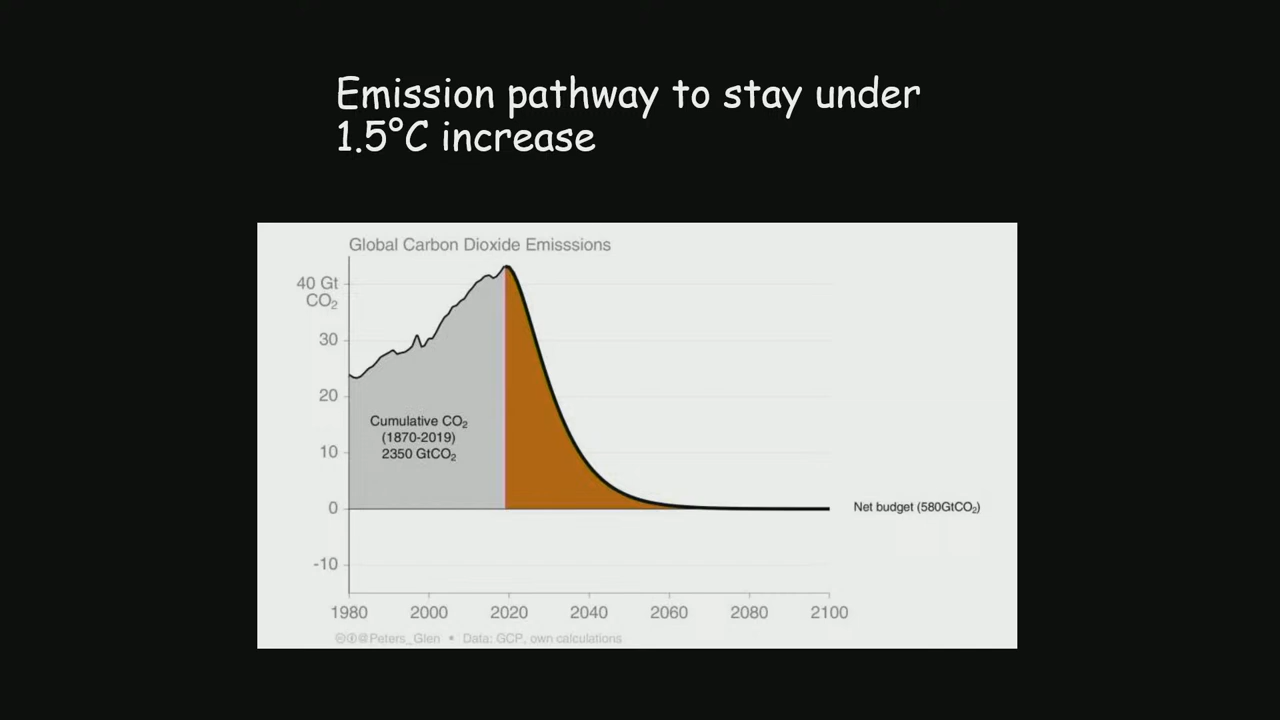 Emission pathway to stay under
1.5°C increase
Global Carbon Dioxide Emisssions
40 Gt
CO₂
30
20
10
0
-10
Cumulative CO₂
(1870-2019)
2350 GtCO₂
Net budget (580GtCO₂)
1980 2000 2020 2040 2060 2080 2100
@Peters_Glen • Data: GCP, own calculations